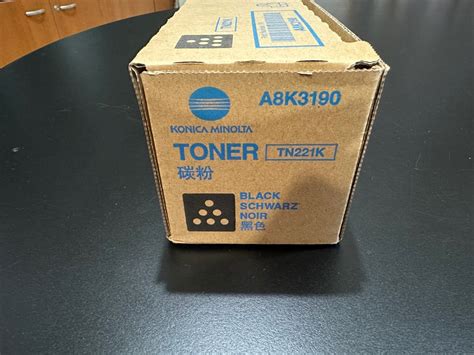 A8K3190
KONICA MINOLTA
TONER TN221K
碳粉
BLACK
SCHWARZ
NOIR
黑色